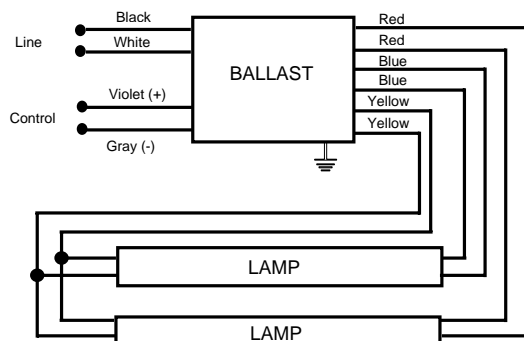 Line
Black
White
Control
Violet (+)
Gray (-)
BALLAST
Red
Red
Blue
Blue
Yellow
Yellow
LAMP
LAMP